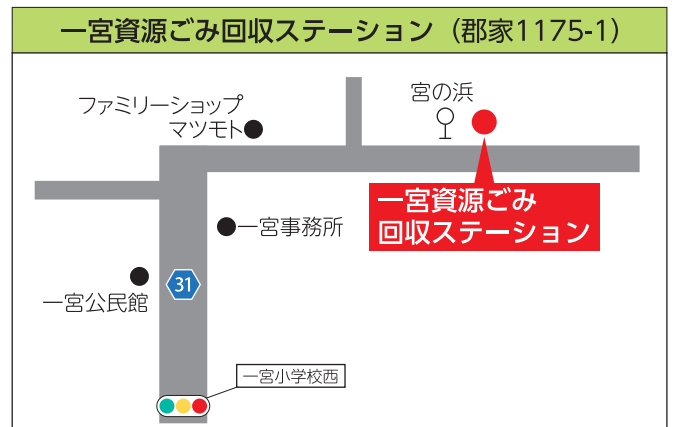 一宮資源ごみ回収ステーション（郡家1175-1）
ファミリーショップ
マツモト
宮の浜
一宮資源ごみ
回収ステーション
一宮事務所
31
一宮公民館
一宮小学校西